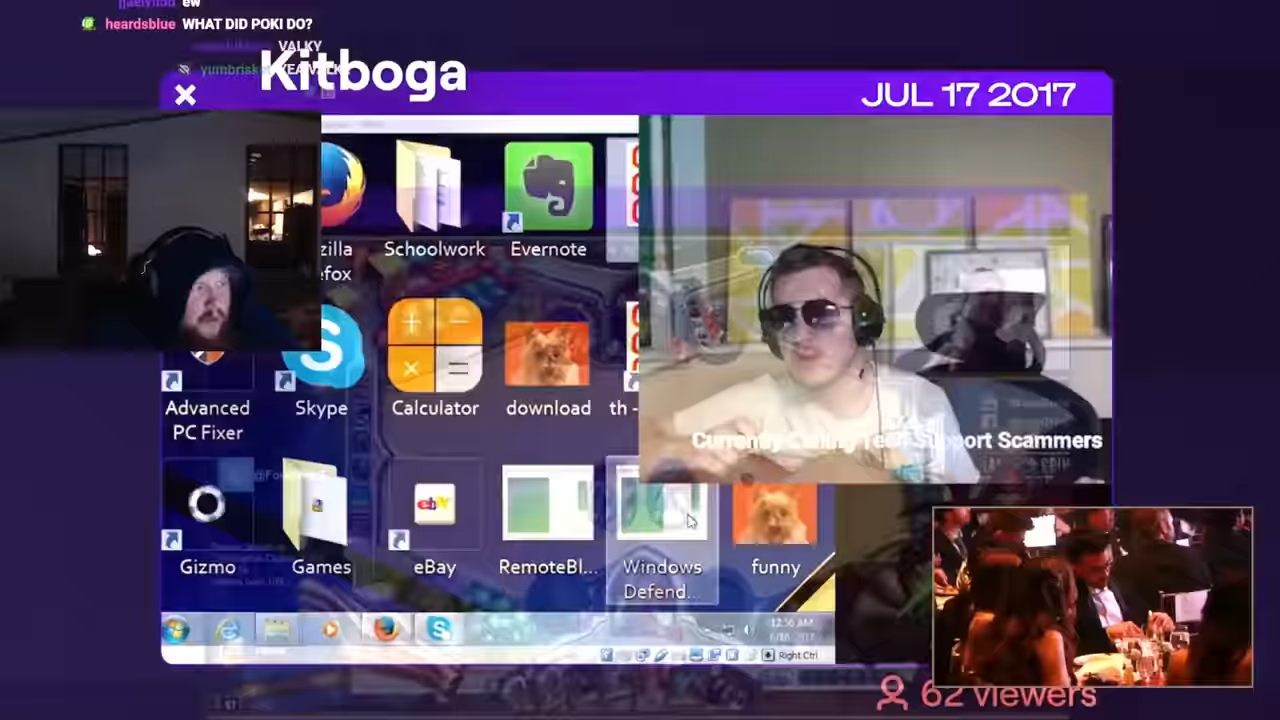 ew
heardsblue WHAT DID POKI DO?
VALKY
Kitboga
JUL 17 2017
Schoolwork
Evernote
Advanced
PC Fixer
Skype
Calculator
download
th -
Currently Calling Tech Support Scammers
Gizmo
Games
eBay
RemoteBl...
Windows
Defend...
funny
12:56 AM
Right Ctrl
62 viewers